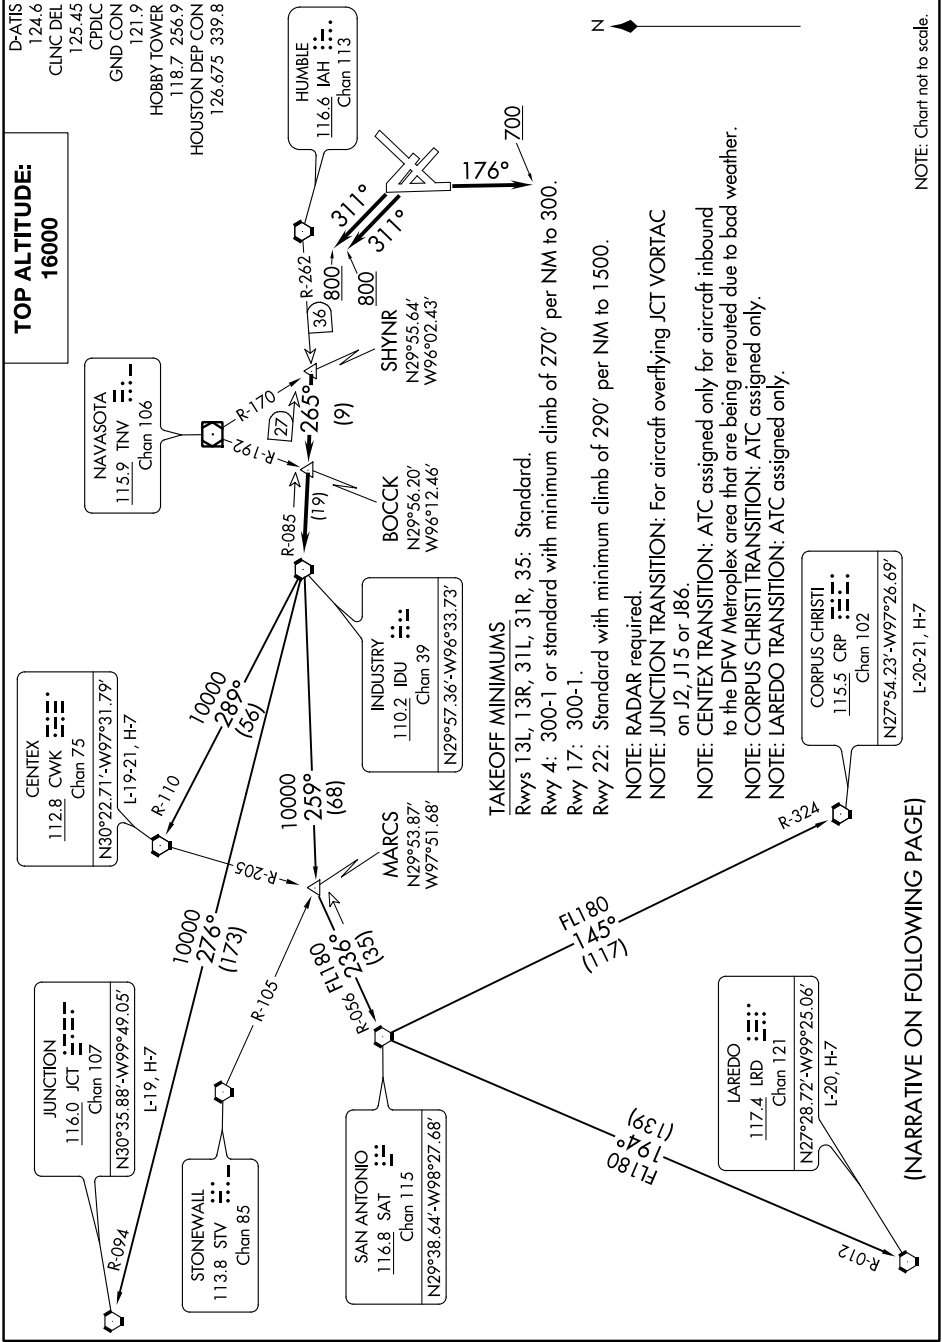 TOP ALTITUDE:
16000
D-ATIS
124.6
CLNC DEL
125.45
CPDLC
GND CON
121.9
HOBBY TOWER
118.7 256.9
HOUSTON DEP CON
126.675 339.8
JUNCTION
116.0 JCT
Chan 107
N30°35.88'-W99°49.05'
L-19, H-7
CENTEX
112.8 CWK
Chan 75
N30°22.71'-W97°31.79'
L-19-21, H-7
NAVASOTA
115.9 TNV
Chan 106
HUMBLE
116.6 IAH
Chan 113
R-094
10000
276°
(173)
R-110
10000
289°
(56)
R-205
R-192
R-170
27
R-262
36
STONEWALL
113.8 STV
Chan 85
R-105
10000
259°
(68)
R-085
(19)
265°
(9)
800
311°
800
311°
176°
700
SHYNR
N29°55.64'
W96°02.43'
BOCCK
N29°56.20'
W96°12.46'
INDUSTRY
110.2 IDU
Chan 39
N29°57.36'-W96°33.73'
MARCS
N29°53.87'
W97°51.68'
FL180
236°
(35)
R-056
SAN ANTONIO
116.8 SAT
Chan 115
N29°38.64'-W98°27.68'
FL180
194°
(139)
R-012
FL180
145°
(117)
R-324
LAREDO
117.4 LRD
Chan 121
N27°28.72'-W99°25.06'
L-20, H-7
CORPUS CHRISTI
115.5 CRP
Chan 102
N27°54.23'-W97°26.69'
L-20-21, H-7
TAKEOFF MINIMUMS
Rwys 13L, 13R, 31L, 31R, 35: Standard.
Rwy 4: 300-1 or standard with minimum climb of 270' per NM to 300.
Rwy 17: 300-1.
Rwy 22: Standard with minimum climb of 290' per NM to 1500.
NOTE: RADAR required.
NOTE: JUNCTION TRANSITION: For aircraft overflying JCT VORTAC
on J2, J15 or J86.
NOTE: CENTEX TRANSITION: ATC assigned only for aircraft inbound
to the DFW Metroplex area that are being rerouted due to bad weather.
NOTE: CORPUS CHRISTI TRANSITION: ATC assigned only.
NOTE: LAREDO TRANSITION: ATC assigned only.
N
(NARRATIVE ON FOLLOWING PAGE)
NOTE: Chart not to scale.